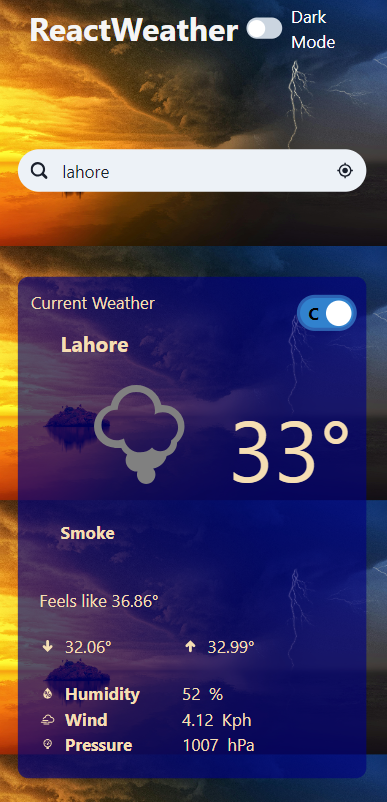 ReactWeather
Dark
Mode
lahore
Current Weather
C
Lahore
33°
Smoke
Feels like 36.86°
32.06° 32.99°
Humidity 52 %
Wind 4.12 Kph
Pressure 1007 hPa